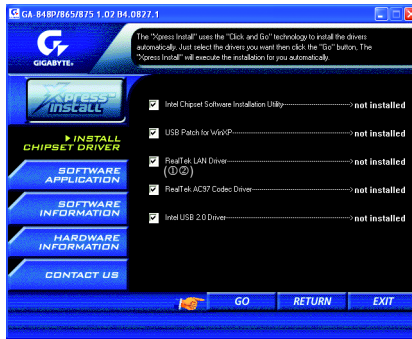 GA-848P/865/875 1.02 B4.0827.1
GIGABYTE™
The "Xpress Install" uses the "Click and Go" technology to install the drivers
automatically. Just select the drivers you want then click the "Go" button. The
"Xpress Install" will execute the installation for you automatically.
Xpress
INSTALL
INSTALL
CHIPSET DRIVER
SOFTWARE
APPLICATION
SOFTWARE
INFORMATION
HARDWARE
INFORMATION
CONTACT US
Intel Chipset Software Installation Utility not installed
USB Patch for WinXP not installed
RealTek LAN Driver not installed
(①②)
RealTek AC97 Codec Driver not installed
Intel USB 2.0 Driver not installed
GO RETURN EXIT